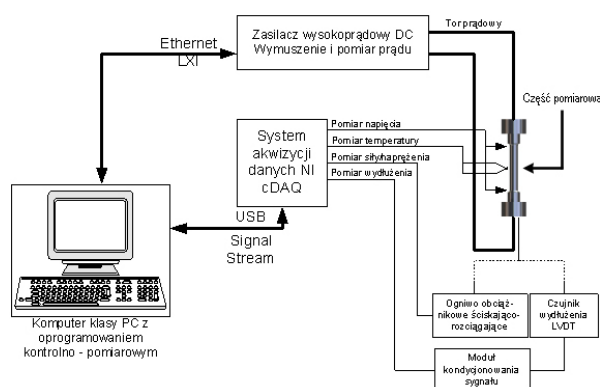 Ethernet
LXI
Zasilacz wysokoprądowy DC
Wymuszenie i pomiar prądu
Tor prądowy
Część pomiarowa
System
akwizycji
danych NI
cDAQ
Pomiar napięcia
Pomiar temperatury
Pomiar siły/naprężenia
Pomiar wydłużenia
USB
Signal
Stream
Komputer klasy PC z
oprogramowaniem
kontrolno - pomiarowym
Ogniwo obciąż-
nikowe ściskająco-
rozciągające
Czujnik
wydłużenia
LVDT
Moduł
kondycjonowania
sygnału